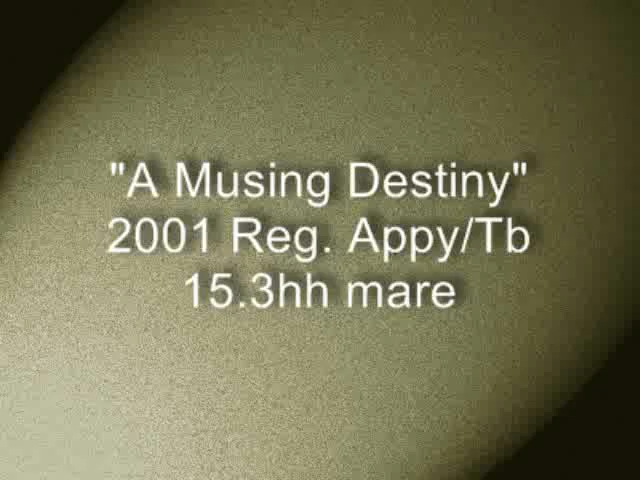 "A Musing Destiny"
2001 Reg. Appy/Tb
15.3hh mare